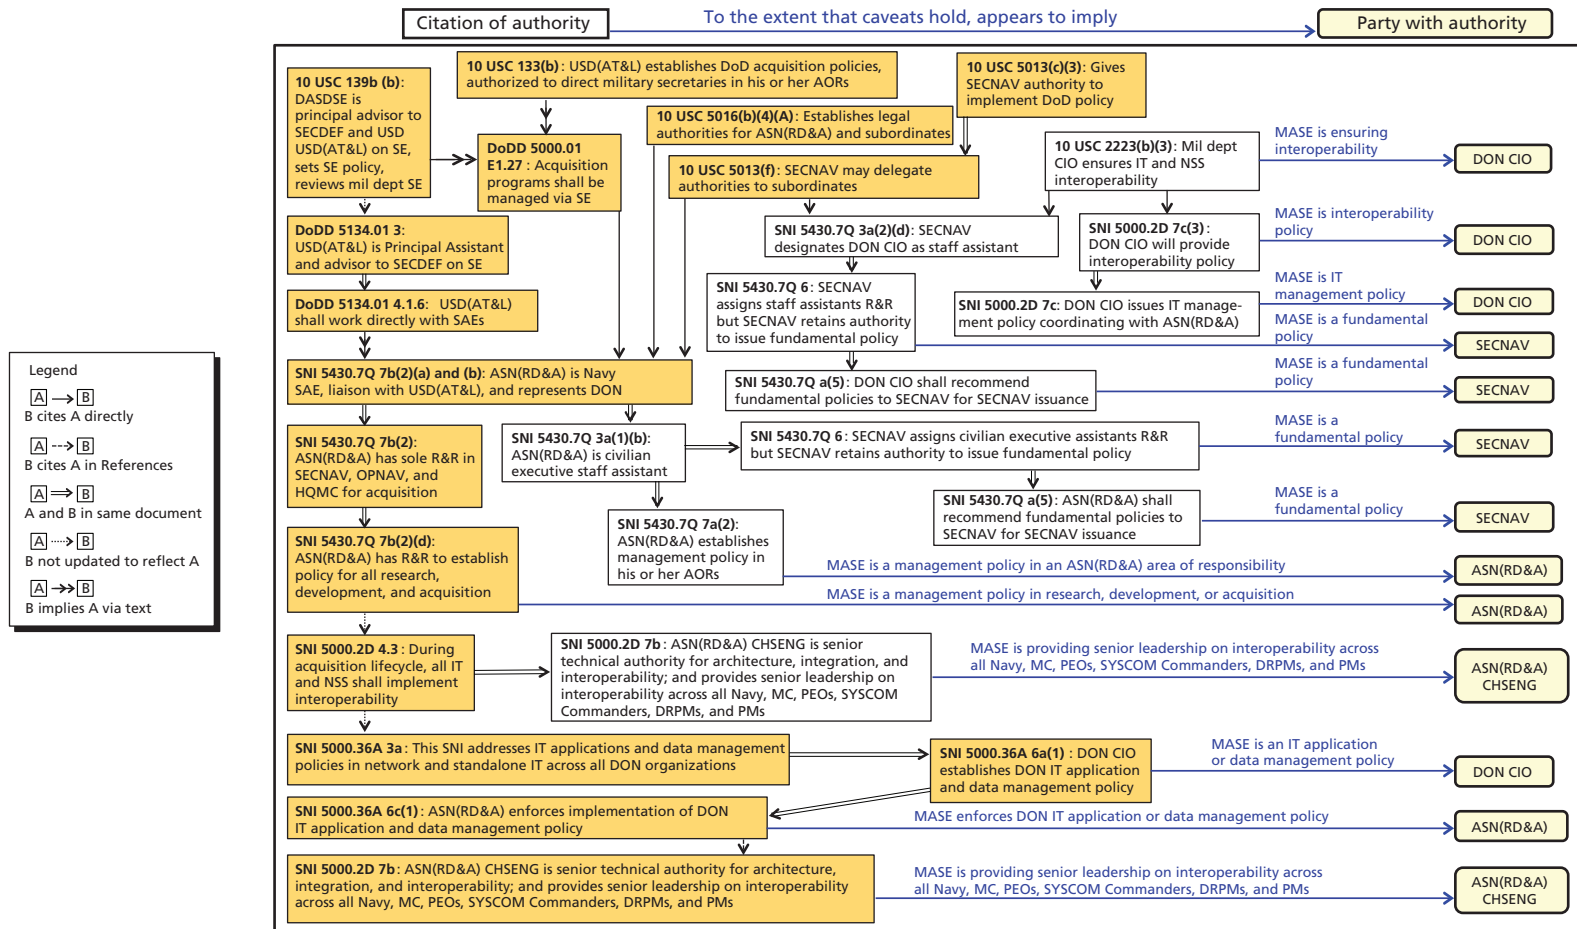 Citation of authority
To the extent that caveats hold, appears to imply
Party with authority
10 USC 139b (b):
DASDSE is
principal advisor to
SECDEF and USD
USD(AT&L) on SE,
sets SE policy,
reviews mil dept SE
10 USC 133(b): USD(AT&L) establishes DoD acquisition policies,
authorized to direct military secretaries in his or her AORs
10 USC 5013(c)(3): Gives
SECNAV authority to
implement DoD policy
10 USC 5016(b)(4)(A): Establishes legal
authorities for ASN(RD&A) and subordinates
DoDD 5000.01
E1.27 : Acquisition
programs shall be
managed via SE
10 USC 5013(f): SECNAV may delegate
authorities to subordinates
10 USC 2223(b)(3): Mil dept
CIO ensures IT and NSS
interoperability
MASE is ensuring
interoperability
DON CIO
DoDD 5134.01 3:
USD(AT&L) is Principal Assistant
and advisor to SECDEF on SE
SNI 5430.7Q 3a(2)(d): SECNAV
designates DON CIO as staff assistant
SNI 5000.2D 7c(3):
DON CIO will provide
interoperability policy
MASE is interoperability
policy
DON CIO
DoDD 5134.01 4.1.6: USD(AT&L)
shall work directly with SAEs
SNI 5430.7Q 6 : SECNAV
assigns staff assistants R&R
but SECNAV retains authority
to issue fundamental policy
SNI 5000.2D 7c: DON CIO issues IT manage-
ment policy coordinating with ASN(RD&A)
MASE is IT
management policy
DON CIO
MASE is a fundamental
policy
SECNAV
SNI 5430.7Q 7b(2)(a) and (b): ASN(RD&A) is Navy
SAE, liaison with USD(AT&L), and represents DON
SNI 5430.7Q a(5) : DON CIO shall recommend
fundamental policies to SECNAV for SECNAV issuance
MASE is a fundamental
policy
SECNAV
SNI 5430.7Q 7b(2):
ASN(RD&A) has sole R&R in
SECNAV, OPNAV, and
HQMC for acquisition
SNI 5430.7Q 3a(1)(b):
ASN(RD&A) is civilian
executive staff assistant
SNI 5430.7Q 6 : SECNAV assigns civilian executive assistants R&R
but SECNAV retains authority to issue fundamental policy
MASE is a
fundamental policy
SECNAV
SNI 5430.7Q a(5) : ASN(RD&A) shall
recommend fundamental policies to
SECNAV for SECNAV issuance
MASE is a
fundamental policy
SECNAV
SNI 5430.7Q 7b(2)(d):
ASN(RD&A) has R&R to establish
policy for all research,
development, and acquisition
SNI 5430.7Q 7a(2):
ASN(RD&A) establishes
management policy in
his or her AORs
MASE is a management policy in an ASN(RD&A) area of responsibility
ASN(RD&A)
MASE is a management policy in research, development, or acquisition
ASN(RD&A)
SNI 5000.2D 4.3 : During
acquisition lifecycle, all IT
and NSS shall implement
interoperability
SNI 5000.2D 7b : ASN(RD&A) CHSENG is senior
technical authority for architecture, integration, and
interoperability; and provides senior leadership on
interoperability across all Navy, MC, PEOs, SYSCOM
Commanders, DRPMs, and PMs
MASE is providing senior leadership on interoperability across
all Navy, MC, PEOs, SYSCOM Commanders, DRPMs, and PMs
ASN(RD&A)
CHSENG
SNI 5000.36A 3a : This SNI addresses IT applications and data management
policies in network and standalone IT across all DON organizations
SNI 5000.36A 6a(1) : DON CIO
establishes DON IT application
and data management policy
MASE is an IT application
or data management policy
DON CIO
SNI 5000.36A 6c(1) : ASN(RD&A) enforces implementation of DON
IT application and data management policy
MASE enforces DON IT application or data management policy
ASN(RD&A)
SNI 5000.2D 7b : ASN(RD&A) CHSENG is senior technical authority for architecture,
integration, and interoperability; and provides senior leadership on interoperability
across all Navy, MC, PEOs, SYSCOM Commanders, DRPMs, and PMs
MASE is providing senior leadership on interoperability across
all Navy, MC, PEOs, SYSCOM Commanders, DRPMs, and PMs
ASN(RD&A)
CHSENG
Legend
A B
B cites A directly
A B
B cites A in References
A B
A and B in same document
A B
B not updated to reflect A
A B
B implies A via text